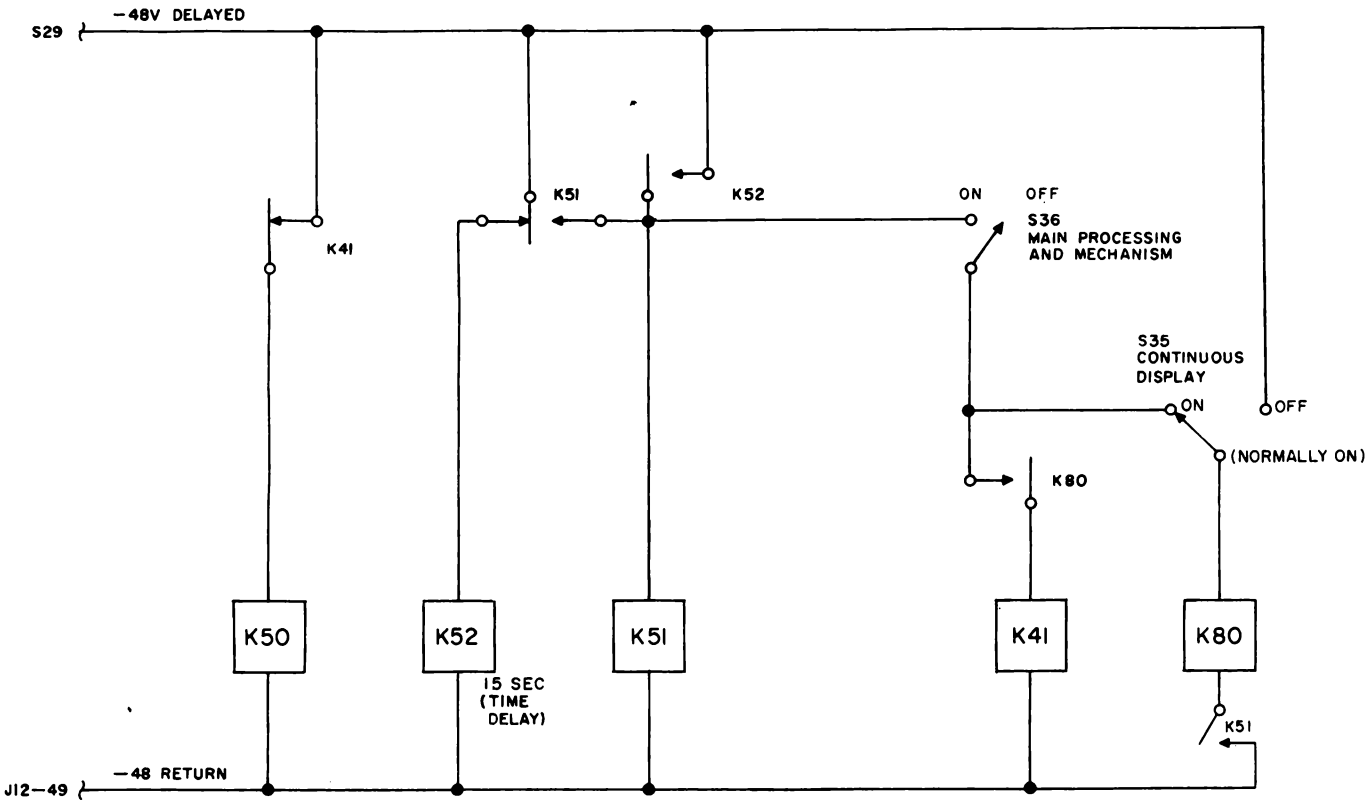 -48V DELAYED
S29
K51
K52
ON OFF
S36
MAIN PROCESSING
AND MECHANISM
K41
S35
CONTINUOUS
DISPLAY
ON
OFF
(NORMALLY ON)
K80
K50
K52
K51
K41
K80
15 SEC
(TIME
DELAY)
K51
-48 RETURN
J12-49